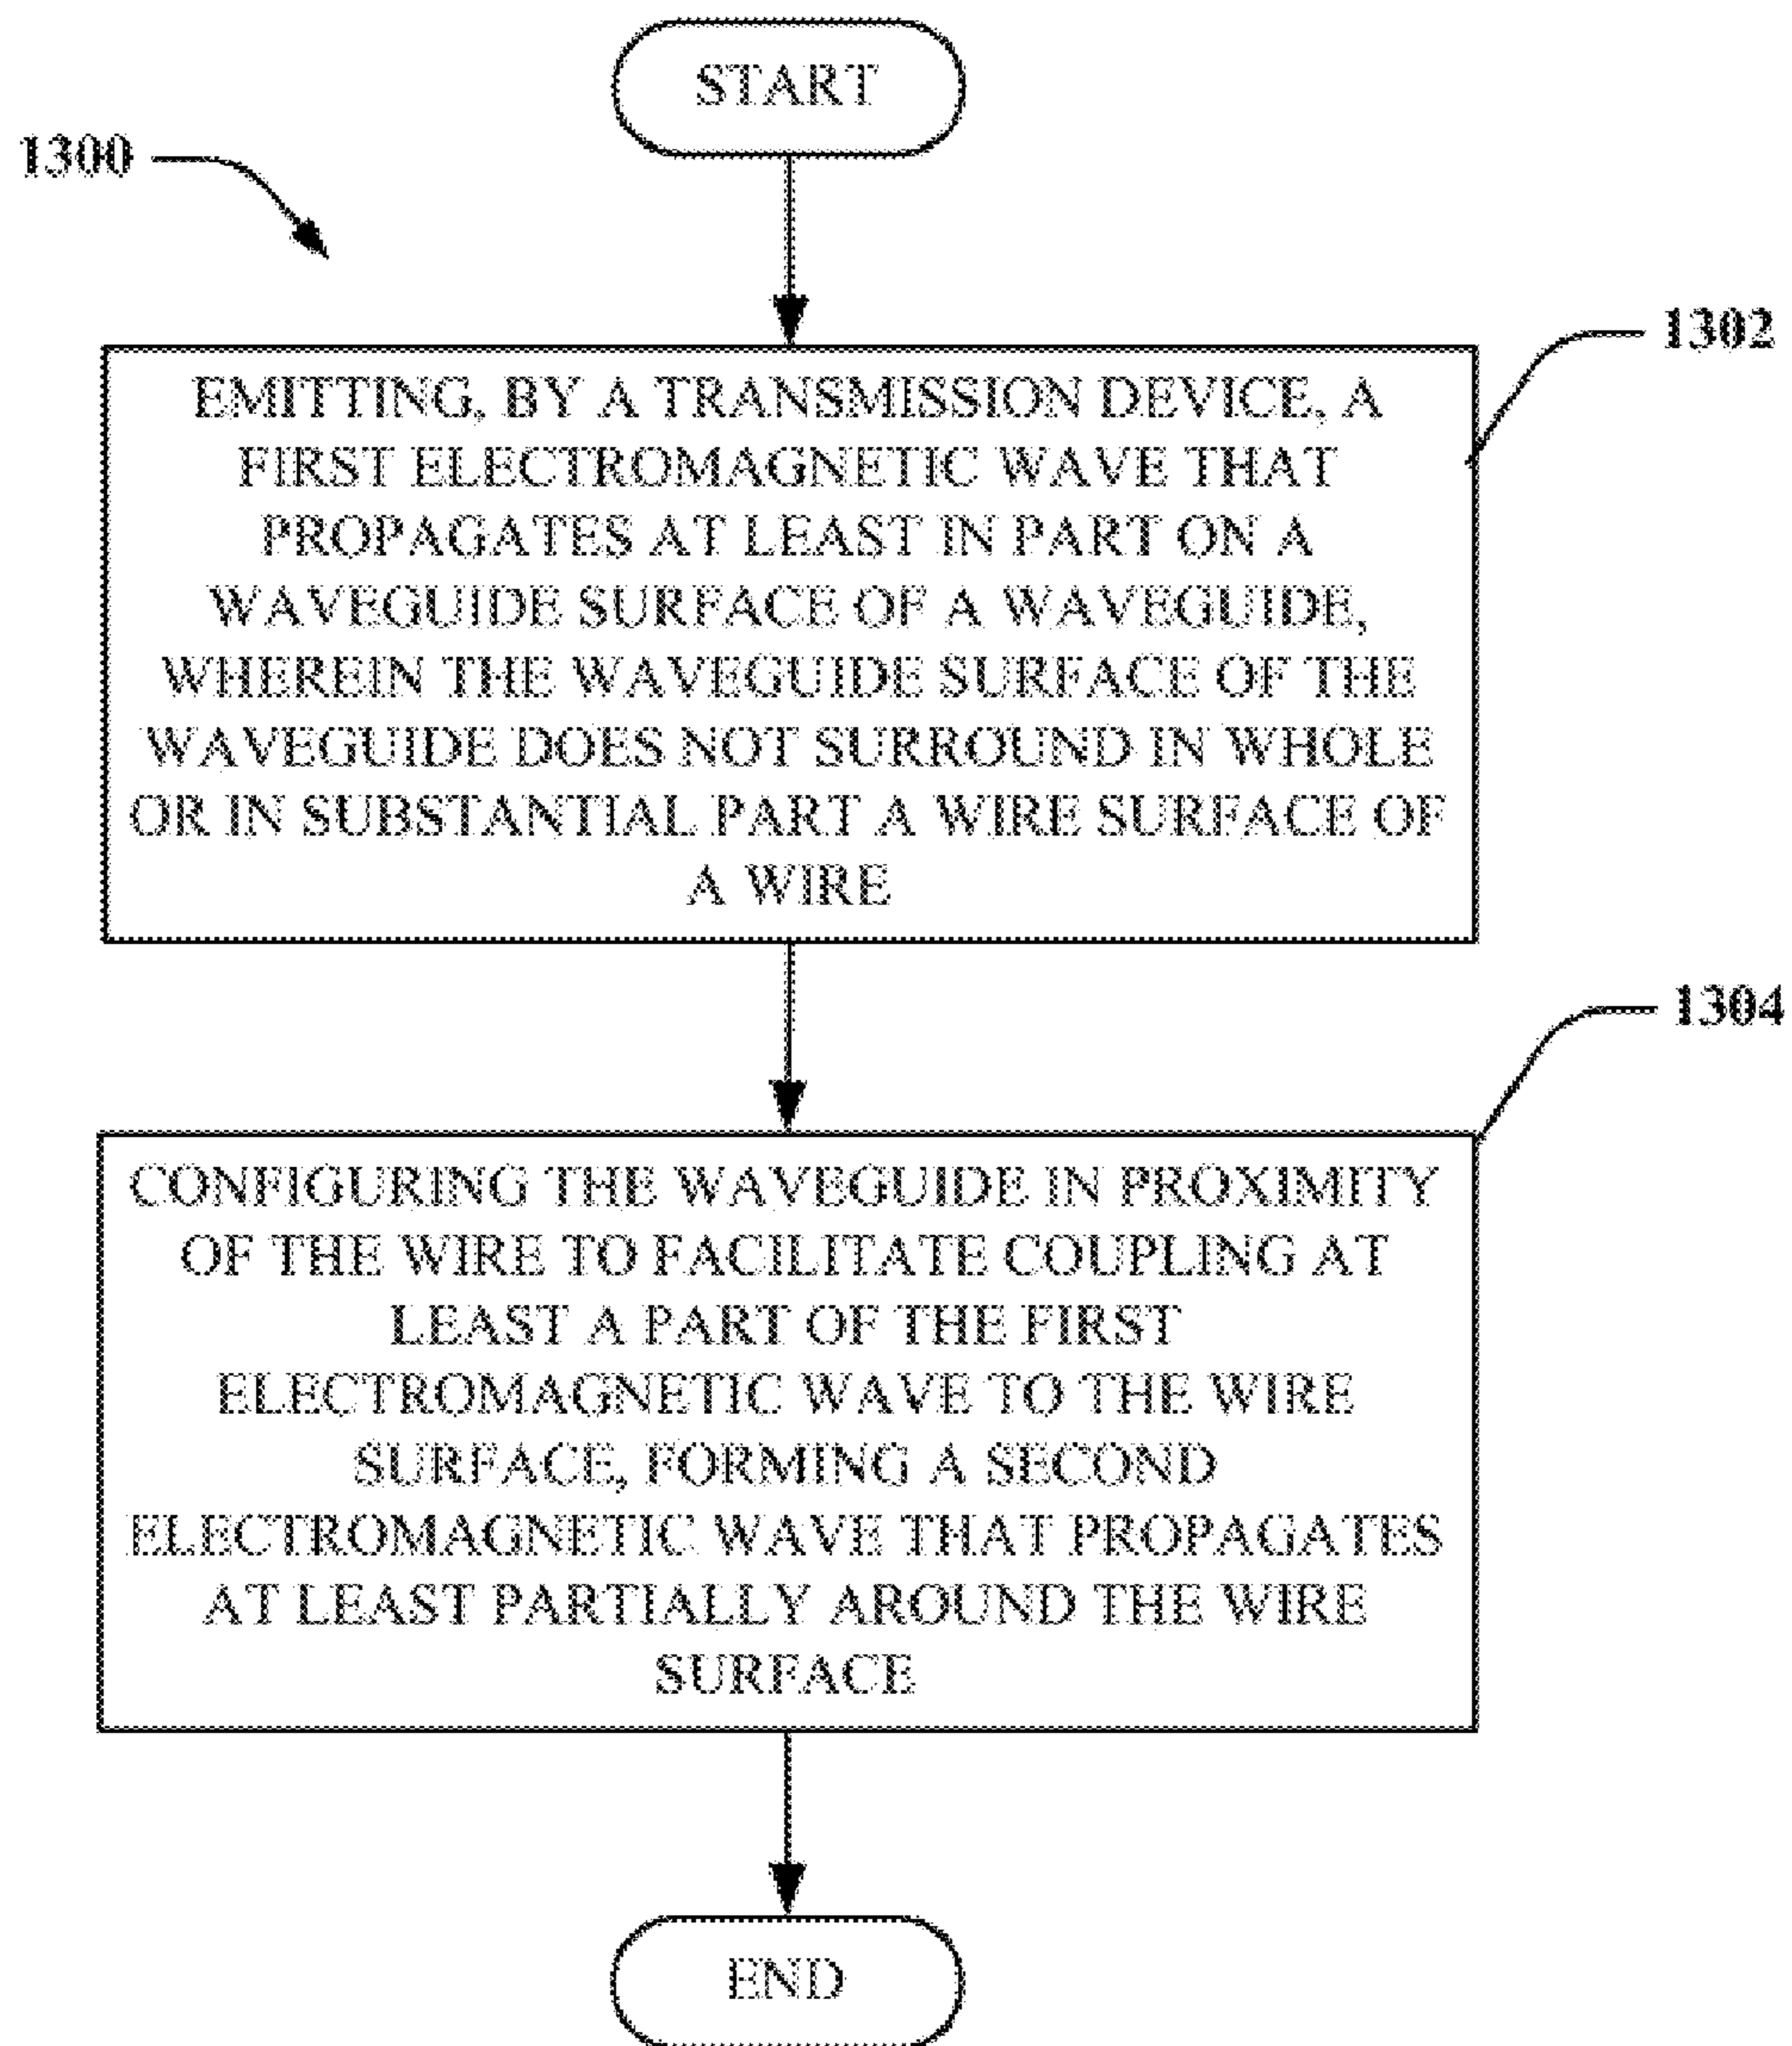 START
1300
1302
EMITTING, BY A TRANSMISSION DEVICE, A
FIRST ELECTROMAGNETIC WAVE THAT
PROPAGATES AT LEAST IN PART ON A
WAVEGUIDE SURFACE OF A WAVEGUIDE,
WHEREIN THE WAVEGUIDE SURFACE OF THE
WAVEGUIDE DOES NOT SURROUND IN WHOLE
OR IN SUBSTANTIAL PART A WIRE SURFACE OF
A WIRE
1304
CONFIGURING THE WAVEGUIDE IN PROXIMITY
OF THE WIRE TO FACILITATE COUPLING AT
LEAST A PART OF THE FIRST
ELECTROMAGNETIC WAVE TO THE WIRE
SURFACE, FORMING A SECOND
ELECTROMAGNETIC WAVE THAT PROPAGATES
AT LEAST PARTIALLY AROUND THE WIRE
SURFACE
END